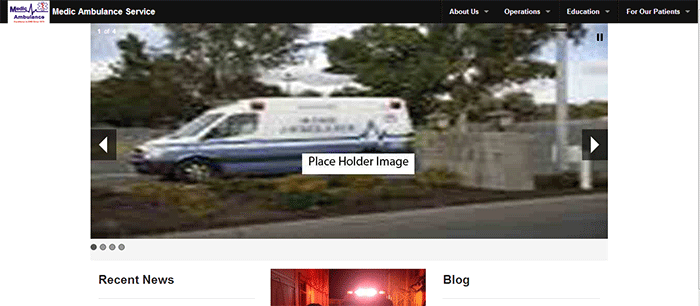 Medic
Ambulance
Medic Ambulance Service
About Us
Operations
Education
For Our Patients
1 of 4
Place Holder Image
Recent News
Blog